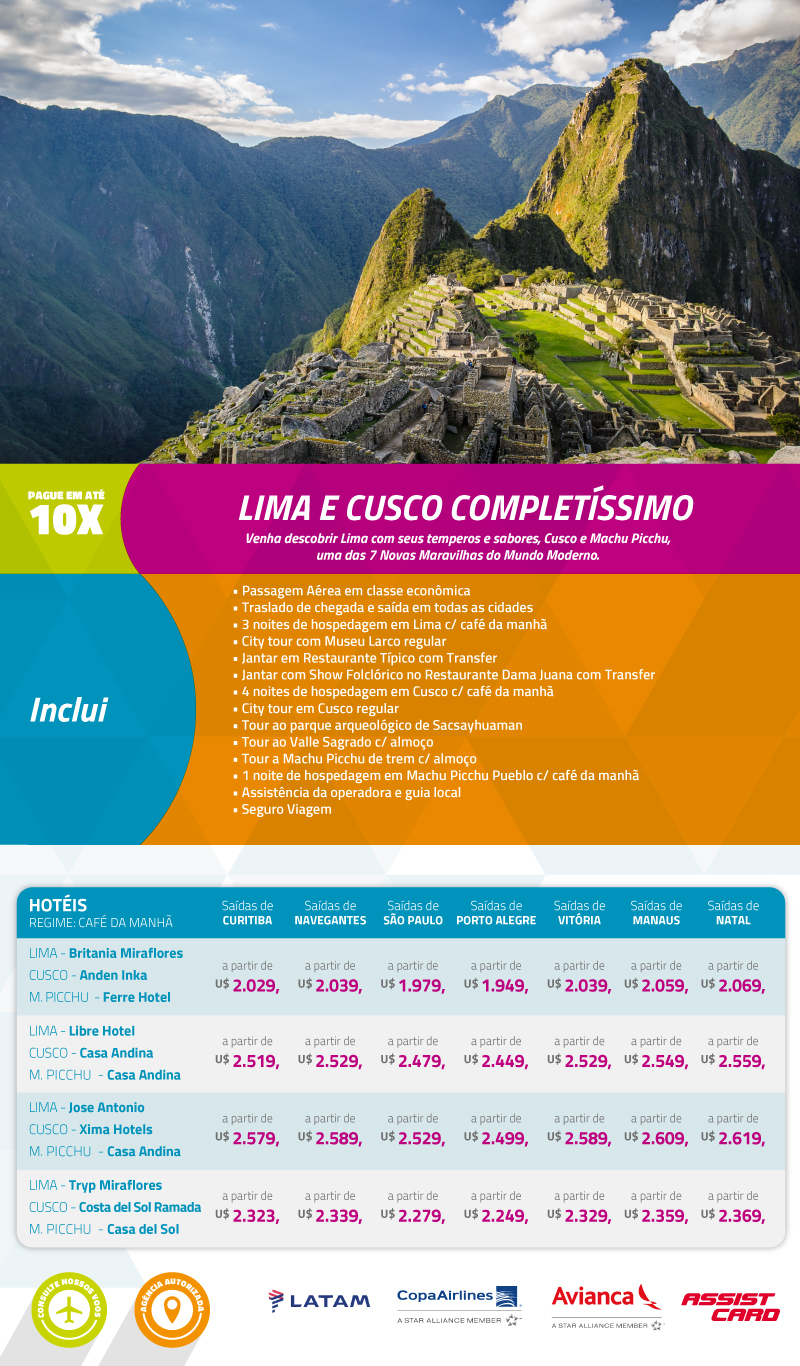 PAGUE EM ATÉ
10X
LIMA E CUSCO COMPLETÍSSIMO
Venha descobrir Lima com seus temperos e sabores, Cusco e Machu Picchu,
uma das 7 Novas Maravilhas do Mundo Moderno.
Inclui
• Passagem Aérea em classe econômica
• Traslado de chegada e saída em todas as cidades
• 3 noites de hospedagem em Lima c/ café da manhã
• City tour com Museu Larco regular
• Jantar em Restaurante Típico com Transfer
• Jantar com Show Folclórico no Restaurante Dama Juana com Transfer
• 4 noites de hospedagem em Cusco c/ café da manhã
• City tour em Cusco regular
• Tour ao parque arqueológico de Sacsayhuaman
• Tour ao Valle Sagrado c/ almoço
• Tour a Machu Picchu de trem c/ almoço
• 1 noite de hospedagem em Machu Picchu Pueblo c/ café da manhã
• Assistência da operadora e guia local
• Seguro Viagem
HOTÉIS
REGIME: CAFÉ DA MANHÃ
Saídas de CURITIBA
Saídas de NAVEGANTES
Saídas de SÃO PAULO
Saídas de PORTO ALEGRE
Saídas de VITÓRIA
Saídas de MANAUS
Saídas de NATAL
LIMA - Britania Miraflores
CUSCO - Anden Inka
M. PICCHU - Ferre Hotel
a partir de a partir de a partir de a partir de a partir de a partir de a partir de
U$ 2.029, U$ 2.039, U$ 1.979, U$ 1.949, U$ 2.039, U$ 2.059, U$ 2.069,
LIMA - Libre Hotel
CUSCO - Casa Andina
M. PICCHU - Casa Andina
a partir de a partir de a partir de a partir de a partir de a partir de a partir de
U$ 2.519, U$ 2.529, U$ 2.479, U$ 2.449, U$ 2.529, U$ 2.549, U$ 2.559,
LIMA - Jose Antonio
CUSCO - Xima Hotels
M. PICCHU - Casa Andina
a partir de a partir de a partir de a partir de a partir de a partir de a partir de
U$ 2.579, U$ 2.589, U$ 2.529, U$ 2.499, U$ 2.589, U$ 2.609, U$ 2.619,
LIMA - Tryp Miraflores
CUSCO - Costa del Sol Ramada
M. PICCHU - Casa del Sol
a partir de a partir de a partir de a partir de a partir de a partir de a partir de
U$ 2.323, U$ 2.339, U$ 2.279, U$ 2.249, U$ 2.329, U$ 2.359, U$ 2.369,
CONSULTE NOSSOS VOOS
AGÊNCIA AUTORIZADA
LATAM
CopaAirlines
A STAR ALLIANCE MEMBER
Avianca
A STAR ALLIANCE MEMBER
ASSIST CARD